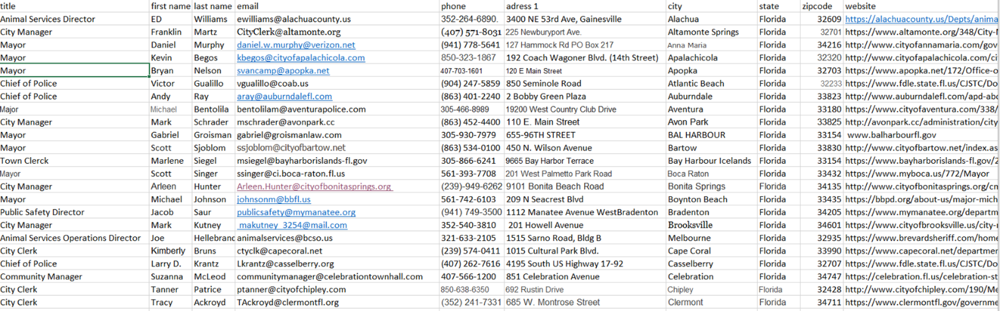 title first name last name email phone adress 1 city state zipcode website
Animal Services Director ED Williams ewilliams@alachuacounty.us 352-264-6890. 3400 NE 53rd Ave, Gainesville Alachua Florida 32609 https://alachuacounty.us/Depts/anima
City Manager Franklin Martz CityClerk@altamonte.org (407) 571-8031 225 Newburyport Ave. Altamonte Springs Florida 32701 https://www.altamonte.org/348/City-M
Mayor Daniel Murphy daniel.w.murphy@verizon.net (941) 778-5641 127 Hammock Rd PO Box 217 Anna Maria Florida 34216 http://www.cityofannamaria.com/gov
Mayor Kevin Begos kbegos@cityofapalachicola.com 850-323-1867 192 Coach Wagoner Blvd. (14th Street) Apalachicola Florida 32320 http://www.cityofapalachicola.com/ci
Mayor Bryan Nelson svancamp@apopka.net 407-703-1601 120 E Main Street Apopka Florida 32703 https://www.apopka.net/172/Office-o
Chief of Police Victor Gualillo vgualillo@coab.us (904) 247-5859 850 Seminole Road Atlantic Beach Florida 32233 https://www.fdle.state.fl.us/CJSTC/Do
Chief of Police Andy Ray aray@auburndalefl.com (863) 401-2240 2 Bobby Green Plaza Auburndale Florida 33823 http://www.auburndalefl.com/apd-abo
Major Michael Bentolila bentolilam@aventurapolice.com 305-466-8989 19200 West Country Club Drive Aventura Florida 33180 http://www.cityofaventura.com/338/
City Manager Mark Schrader mschrader@avonpark.cc (863) 452-4400 110 E. Main Street Avon Park Florida 33825 http://avonpark.cc/administration/city
Mayor Gabriel Groisman gabriel@groismanlaw.com 305-930-7979 655-96TH STREET BAL HARBOUR Florida 33154 www.balharbourfl.gov
Mayor Scott Sjoblom ssjoblom@cityofbartow.net (863) 534-0100 450 N. Wilson Avenue Bartow Florida 33830 http://www.cityofbartow.net/index.as
Town Clerck Marlene Siegel msiegel@bayharborislands-fl.gov 305-866-6241 9665 Bay Harbor Terrace Bay Harbour Icelands Florida 33154 https://www.bayharborislands-fl.gov/2
Mayor Scott Singer ssinger@ci.boca-raton.fl.us 561-393-7708 201 West Palmetto Park Road Boca Raton Florida 33432 https://www.myboca.us/772/Mayor
City Manager Arleen Hunter Arleen.Hunter@cityofbonitasprings.org (239)-949-6262 9101 Bonita Beach Road Bonita Springs Florida 34135 http://www.cityofbonitasprings.org/cm
Mayor Michael Johnson johnsonm@bbfl.us 561-742-6103 209 N Seacrest Blvd Boynton Beach Florida 33435 https://bbpd.org/about-us/major-mich
Public Safety Director Jacob Saur publicsafety@mymanatee.org (941) 749-3500 1112 Manatee Avenue WestBradenton Bradenton Florida 34205 https://www.mymanatee.org/departm
City Manager Mark Kutney makutney_3254@mail.com 352-540-3810 201 Howell Avenue Brooksville Florida 34601 https://www.cityofbrooksville.us/city-
Animal Services Operations Director Joe Hellebranc animalservices@bcso.us 321-633-2105 1515 Sarno Road, Bldg B Melbourne Florida 32935 https://www.brevardsheriff.com/home
City Clerk Kimberly Bruns ctyclk@capecoral.net (239) 574-0411 1015 Cultural Park Blvd. Cape Coral Florida 33990 https://www.capecoral.net/departmen
Chief of Police Larry D. Krantz Lkrantz@casselberry.org (407) 262-7616 4195 South US Highway 17-92 Casselberry Florida 32707 https://www.fdle.state.fl.us/CJSTC/Do
Community Manager Suzanna McLeod communitymanager@celebrationtownhall.com 407-566-1200 851 Celebration Avenue Celebration Florida 34747 https://celebration.fl.us/celebration-st
City Clerk Tanner Patrice ptanner@cityofchipley.com 850-638-6350 692 Rustin Drive Chipley Florida 32428 http://www.cityofchipley.com/190/Me
City Clerk Tracy Ackroyd TAckroyd@clermontfl.org (352) 241-7331 685 W. Montrose Street Clermont Florida 34711 https://www.clermontfl.gov/governme